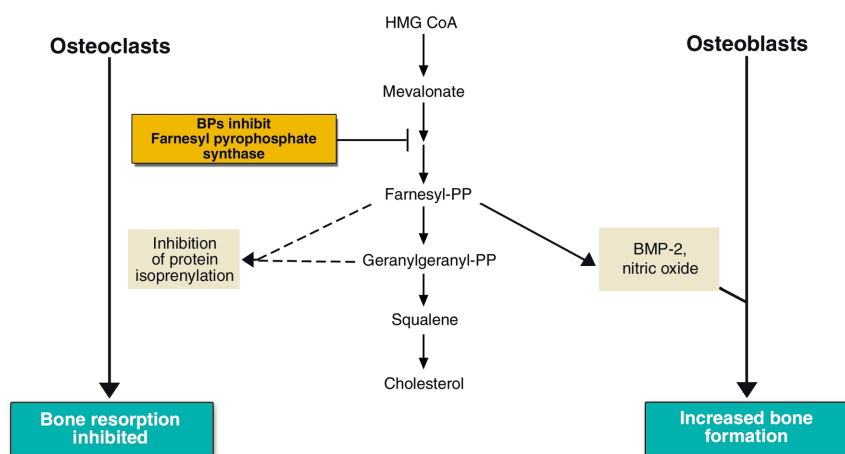 HMG CoA
Osteoclasts
Osteoblasts
Mevalonate
BPs inhibit
Farnesyl pyrophosphate
synthase
Farnesyl-PP
Inhibition
of protein
isoprenylation
Geranylgeranyl-PP
BMP-2,
nitric oxide
Squalene
Cholesterol
Bone resorption
inhibited
Increased bone
formation